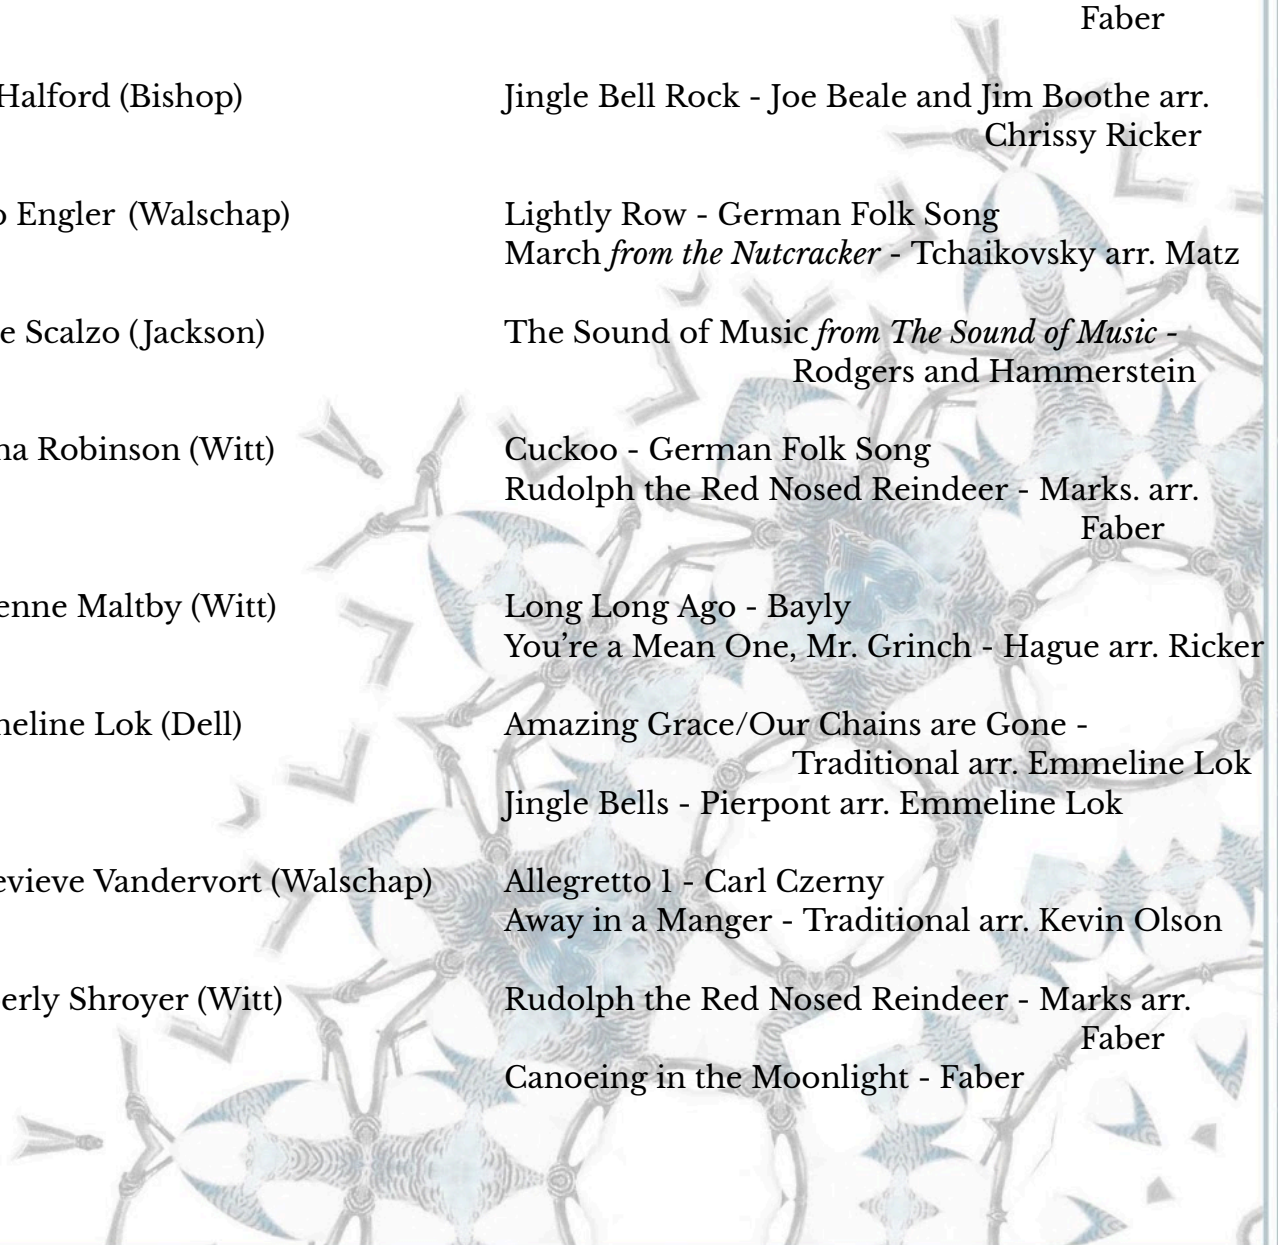 Faber
Halford (Bishop) Jingle Bell Rock - Joe Beale and Jim Boothe arr.
Chrissy Ricker
Engler (Walschap) Lightly Row - German Folk Song
March from the Nutcracker - Tchaikovsky arr. Matz
Scalzo (Jackson) The Sound of Music from The Sound of Music -
Rodgers and Hammerstein
Robinson (Witt) Cuckoo - German Folk Song
Rudolph the Red Nosed Reindeer - Marks. arr.
Faber
enne Maltby (Witt) Long Long Ago - Bayly
You’re a Mean One, Mr. Grinch - Hague arr. Ricker
neline Lok (Dell) Amazing Grace/Our Chains are Gone -
Traditional arr. Emmeline Lok
Jingle Bells - Pierpont arr. Emmeline Lok
evieve Vandervort (Walschap) Allegretto 1 - Carl Czerny
Away in a Manger - Traditional arr. Kevin Olson
erly Shroyer (Witt) Rudolph the Red Nosed Reindeer - Marks arr.
Faber
Canoeing in the Moonlight - Faber